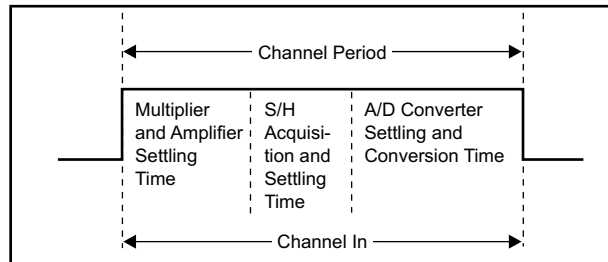 Channel Period
Multiplier
and Amplifier
Settling
Time
S/H
Acquisi-
tion and
Settling
Time
A/D Converter
Settling and
Conversion Time
Channel In